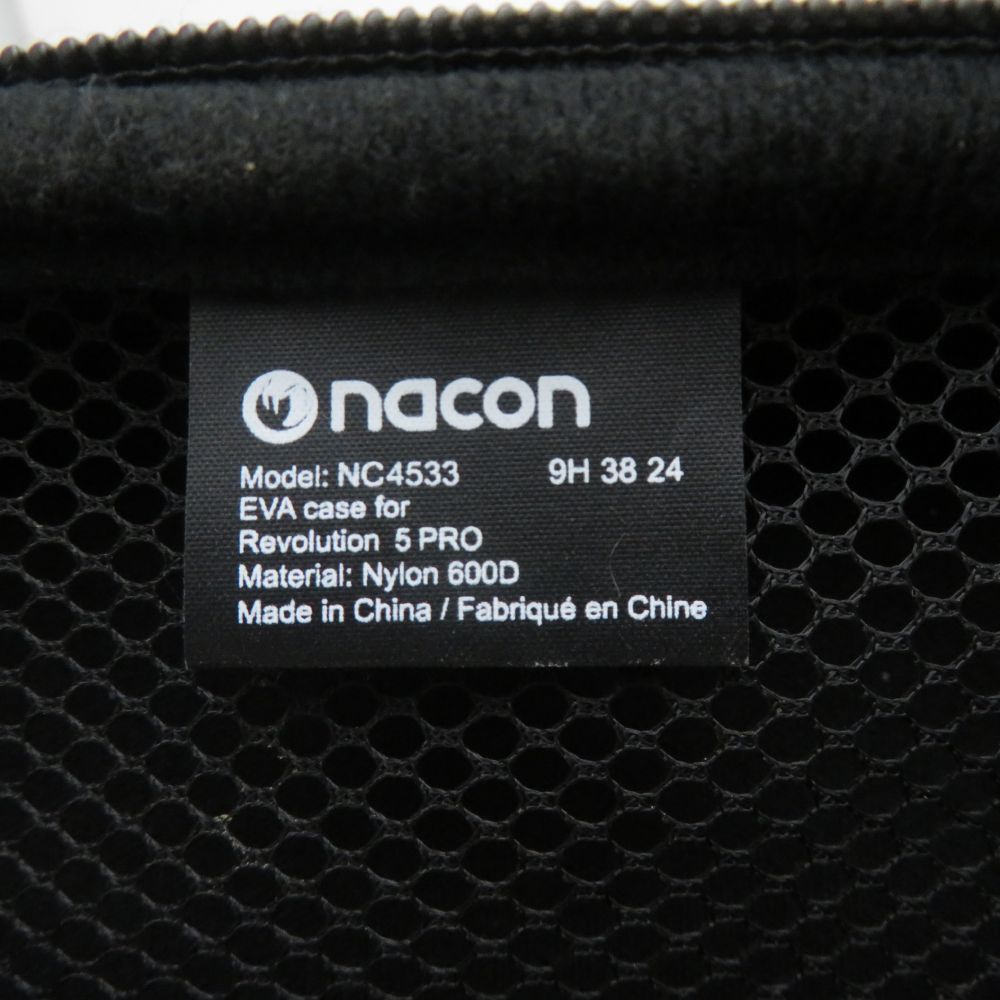 nacon
Model: NC4533 9H 38 24
EVA case for
Revolution 5 PRO
Material: Nylon 600D
Made in China / Fabriqué en Chine